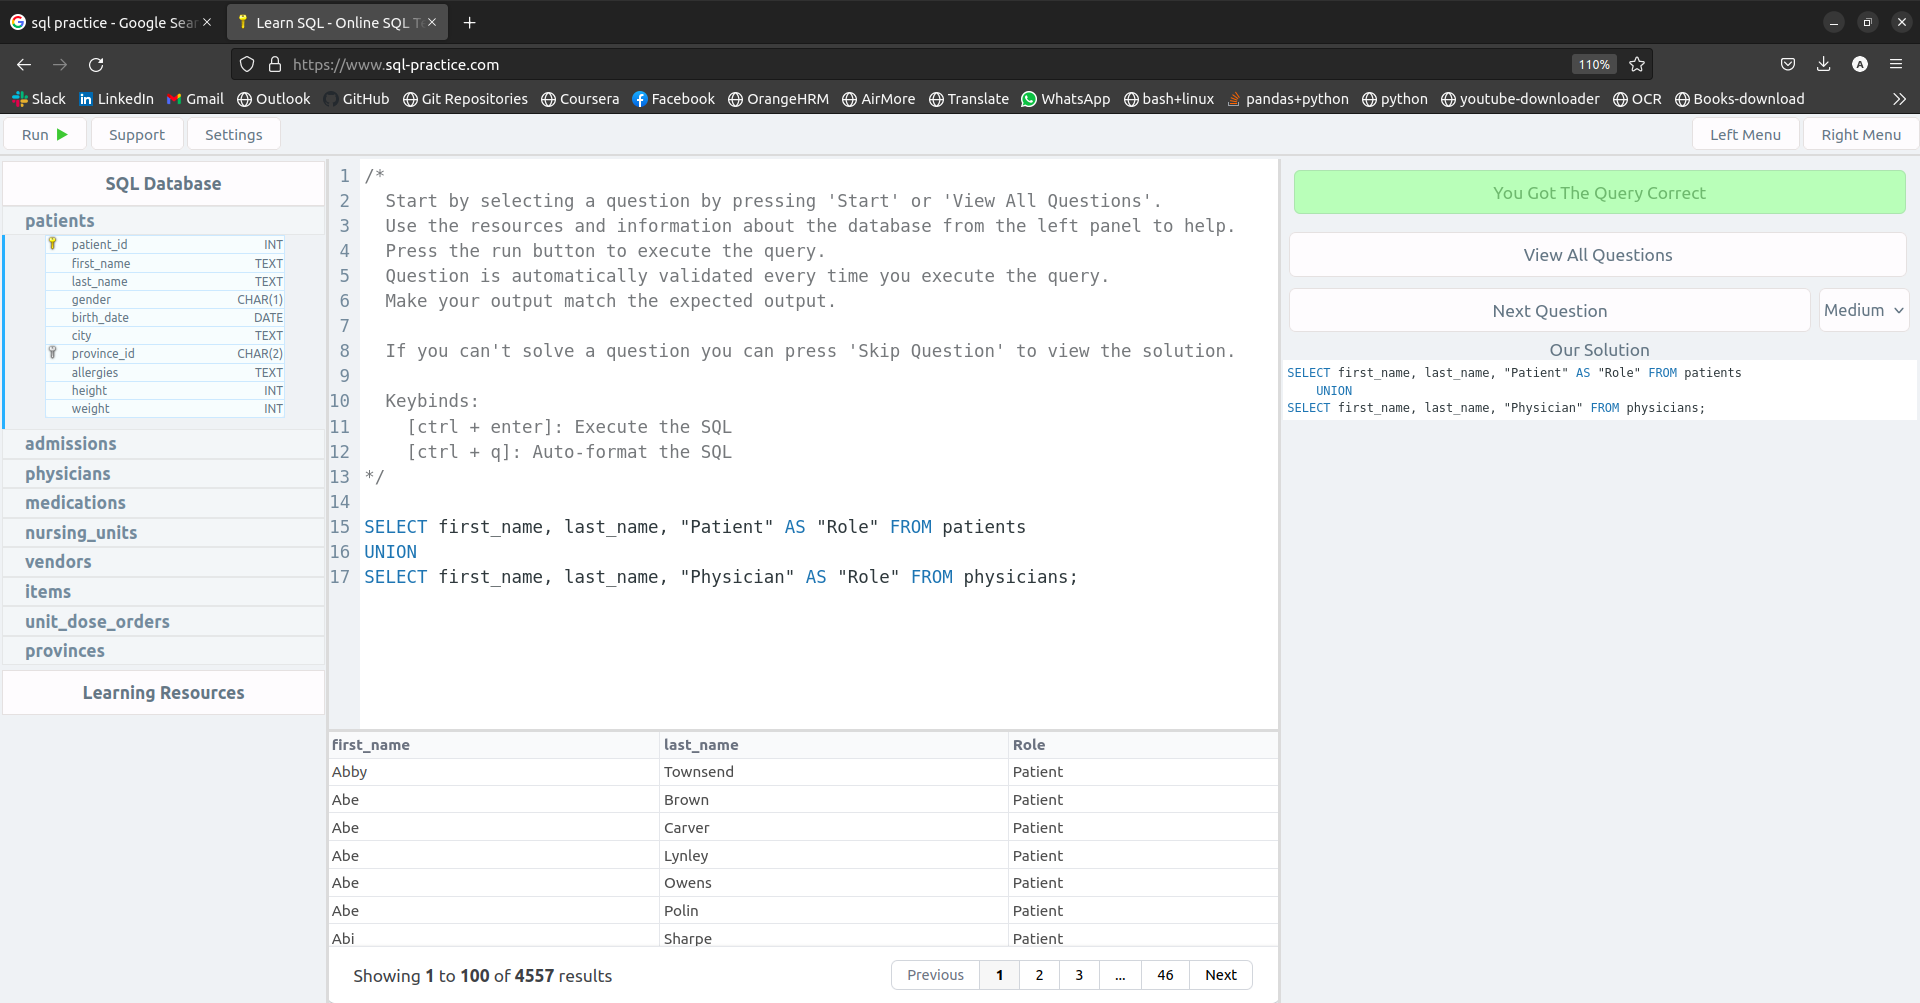 sql practice - Google Sear
Learn SQL - Online SQL Te
https://www.sql-practice.com
110%
Slack LinkedIn Gmail Outlook GitHub Git Repositories Coursera Facebook OrangeHRM AirMore Translate WhatsApp bash+linux pandas+python python youtube-downloader OCR Books-download
Run Support Settings Left Menu Right Menu
SQL Database
patients
patient_id INT
first_name TEXT
last_name TEXT
gender CHAR(1)
birth_date DATE
city TEXT
province_id CHAR(2)
allergies TEXT
height INT
weight INT
admissions
physicians
medications
nursing_units
vendors
items
unit_dose_orders
provinces
Learning Resources
1 /*
2 Start by selecting a question by pressing 'Start' or 'View All Questions'.
3 Use the resources and information about the database from the left panel to help.
4 Press the run button to execute the query.
5 Question is automatically validated every time you execute the query.
6 Make your output match the expected output.
7
8 If you can't solve a question you can press 'Skip Question' to view the solution.
9
10 Keybinds:
11 [ctrl + enter]: Execute the SQL
12 [ctrl + q]: Auto-format the SQL
13 */
14
15 SELECT first_name, last_name, "Patient" AS "Role" FROM patients
16 UNION
17 SELECT first_name, last_name, "Physician" AS "Role" FROM physicians;
first_name last_name Role
Abby Townsend Patient
Abe Brown Patient
Abe Carver Patient
Abe Lynley Patient
Abe Owens Patient
Abe Polin Patient
Abi Sharpe Patient
Showing 1 to 100 of 4557 results
Previous 1 2 3 ... 46 Next
You Got The Query Correct
View All Questions
Next Question Medium
Our Solution
SELECT first_name, last_name, "Patient" AS "Role" FROM patients
UNION
SELECT first_name, last_name, "Physician" FROM physicians;